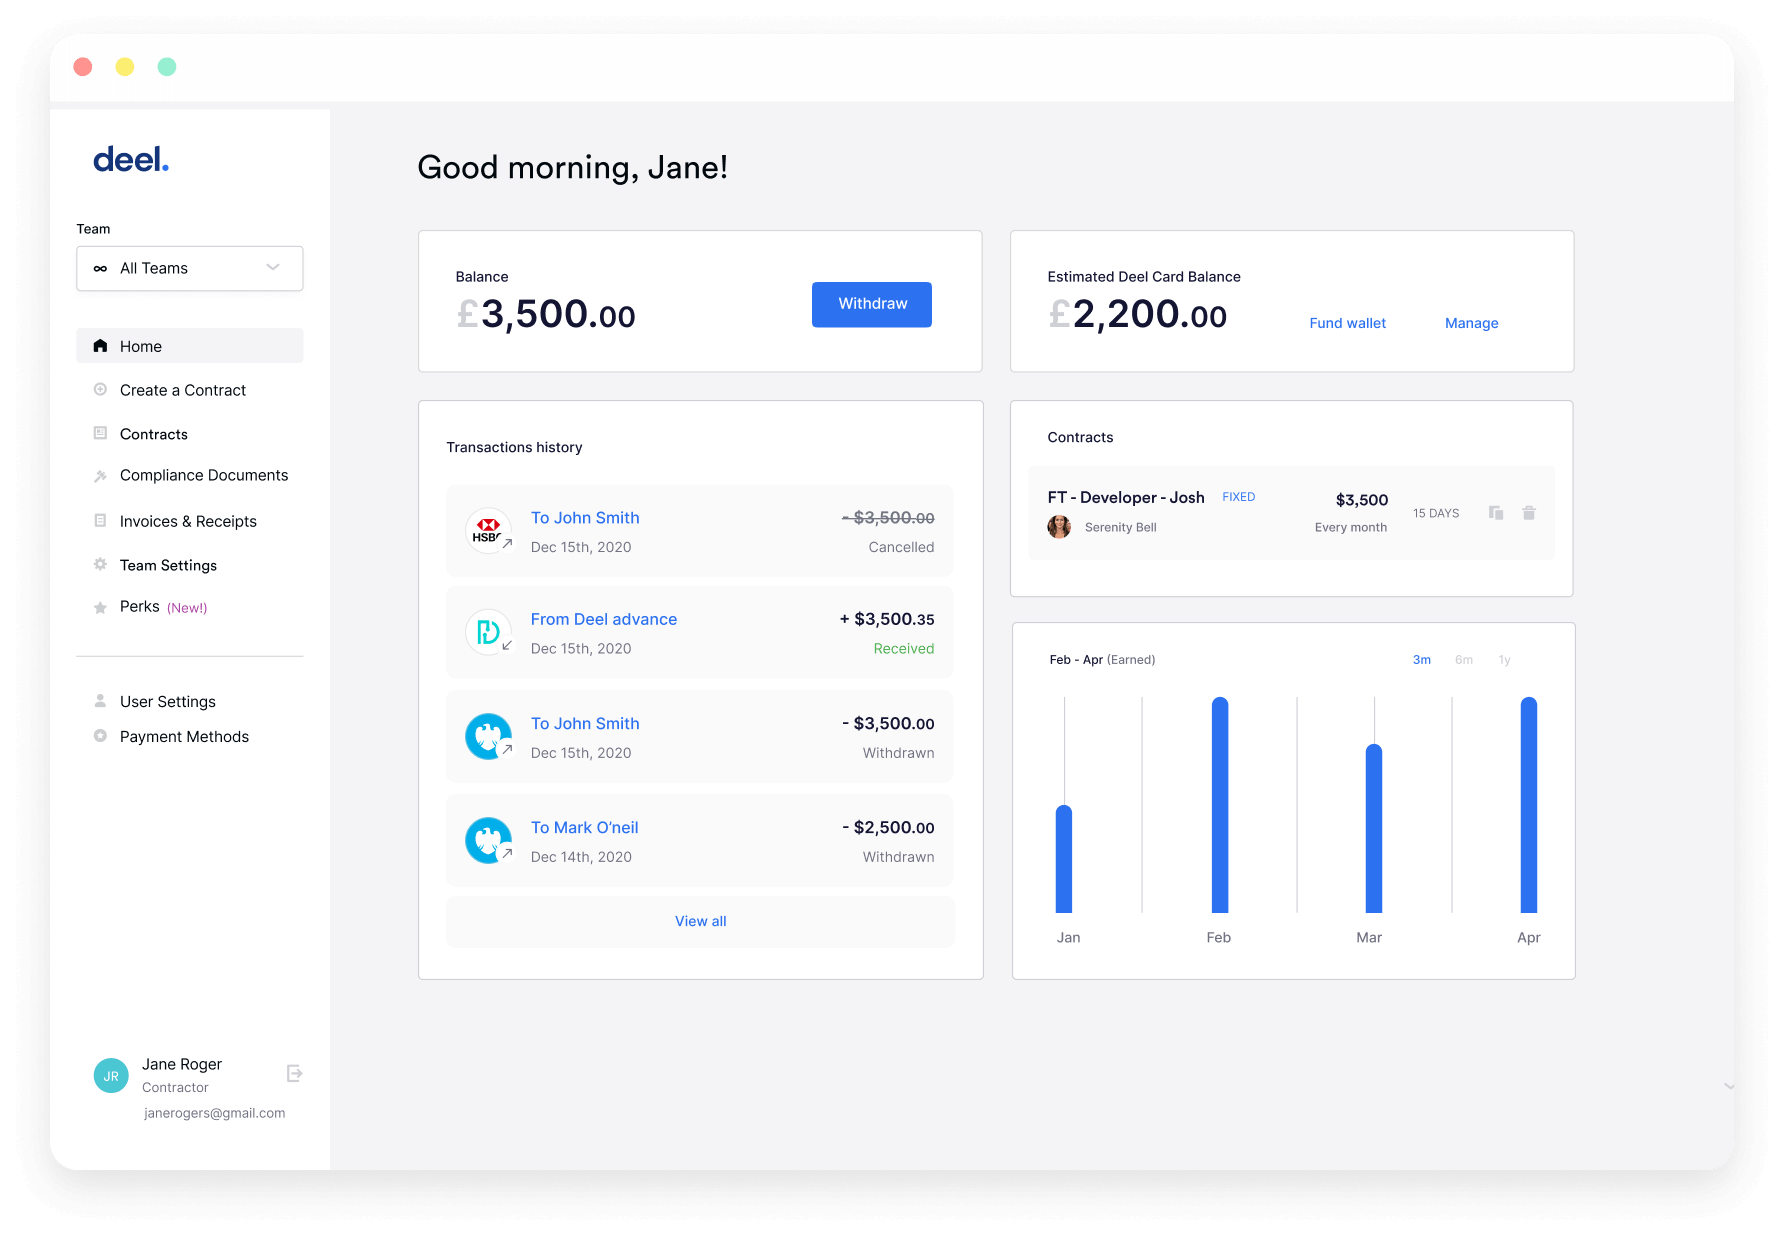 deel.
Team
All Teams
Home
Create a Contract
Contracts
Compliance Documents
Invoices & Receipts
Team Settings
Perks (New!)
User Settings
Payment Methods
JR
Jane Roger
Contractor
janerogers@gmail.com
Good morning, Jane!
Balance
£3,500.00
Withdraw
Estimated Deel Card Balance
£2,200.00
Fund wallet
Manage
Transactions history
HSBC
To John Smith
- $3,500.00
Dec 15th, 2020
Cancelled
From Deel advance
+ $3,500.35
Dec 15th, 2020
Received
To John Smith
- $3,500.00
Dec 15th, 2020
Withdrawn
To Mark O’neil
- $2,500.00
Dec 14th, 2020
Withdrawn
View all
Contracts
FT - Developer - Josh
FIXED
$3,500
15 DAYS
Serenity Bell
Every month
Feb - Apr (Earned)
3m
6m
1y
Jan
Feb
Mar
Apr